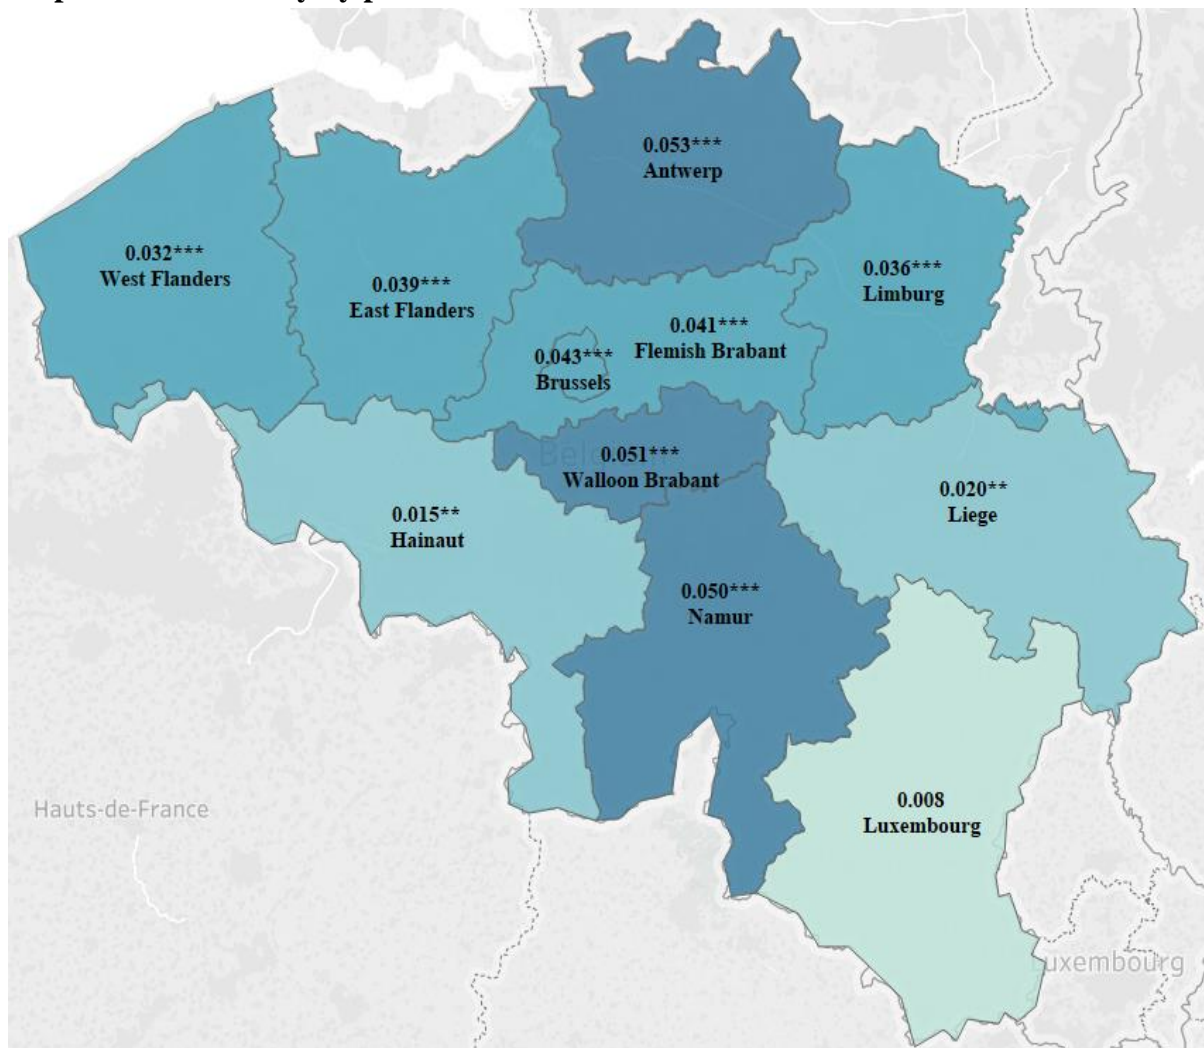 0.053***
Antwerp
0.032***
West Flanders
0.039***
East Flanders
0.036***
Limburg
0.041***
Flemish Brabant
0.043***
Brussels
0.051***
Walloon Brabant
0.015**
Hainaut
0.020**
Liege
0.050***
Namur
0.008
Luxembourg
Hauts-de-France
uxembourg